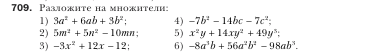 709. Разложите на множители:
1) 3a² + 6ab + 3b²; 4) −7b² − 14bc − 7c²;
2) 5m² + 5n² − 10mn; 5) x²y + 14xy² + 49y³;
3) −3x² + 12x − 12; 6) −8a³b + 56a²b² − 98ab³.